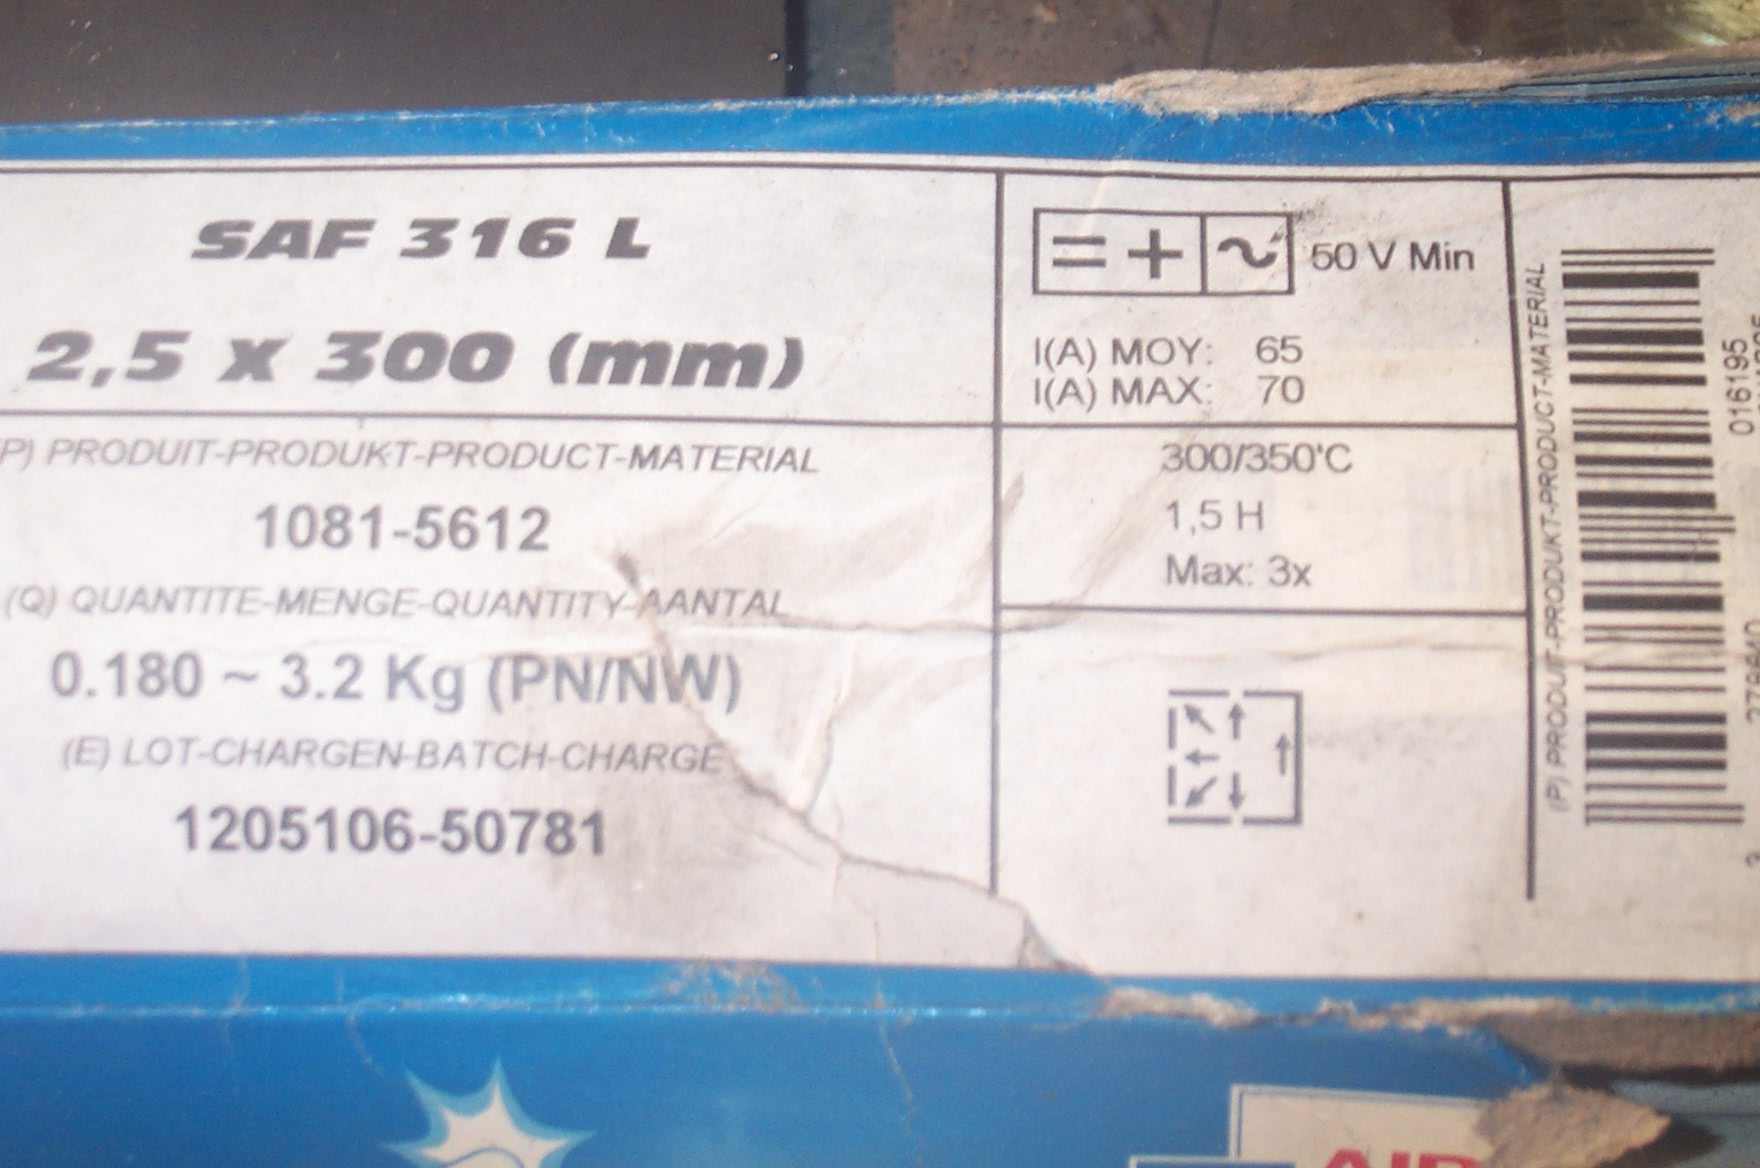 SAF 316 L
2,5 x 300 (mm)
P) PRODUIT-PRODUKT-PRODUCT-MATERIAL
1081-5612
(Q) QUANTITE-MENGE-QUANTITY-AANTAL
0.180 ~ 3.2 Kg (PN/NW)
(E) LOT-CHARGEN-BATCH-CHARGE
1205106-50781
= + ~ 50 V Min
I(A) MOY: 65
I(A) MAX: 70
300/350'C
1,5 H
Max: 3x
(P) PRODUIT-PRODUKT-PRODUCT-MATERIAL
016195
AIR